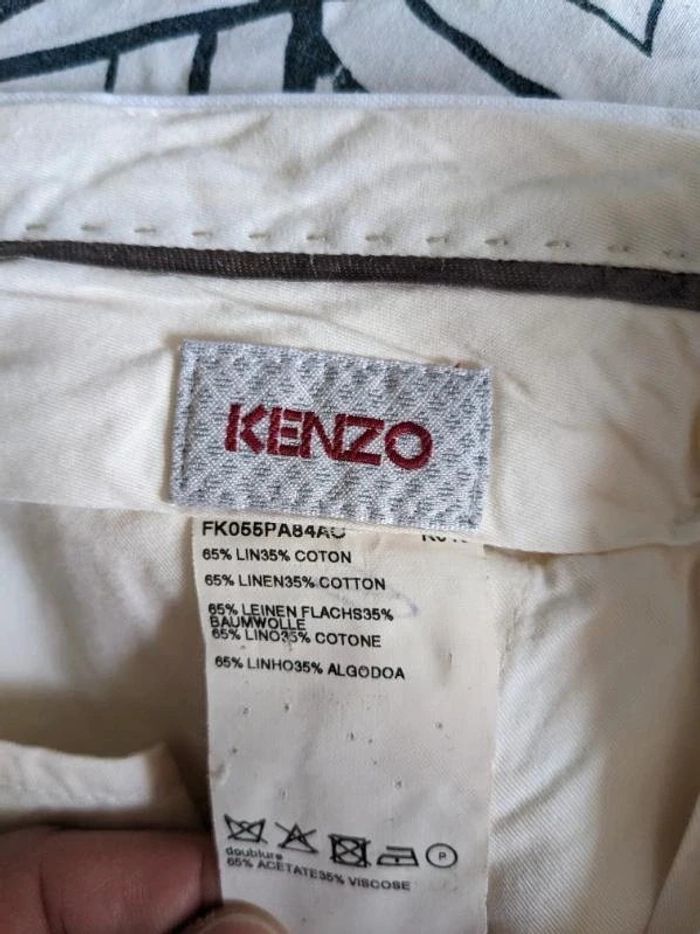 KENZO
65% LIN35% COTON
65% LINEN35% COTTON
65% LEINEN FLACHS35%
BAUMWOLLE
65% LINO35% COTONE
65% LINHO35% ALGODOA
P
doublure
65% ACETATE35% VISCOSE